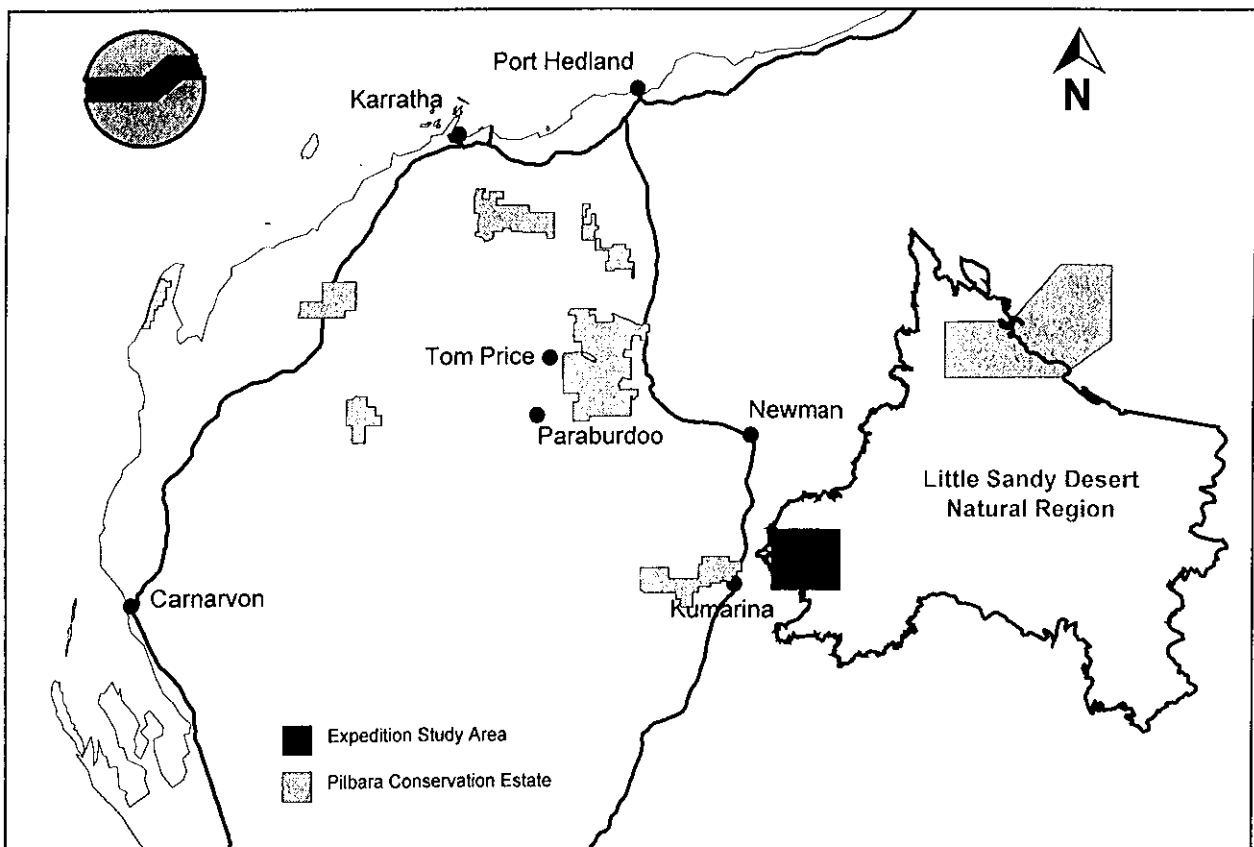 Port Hedland
N
Karratha
Tom Price
Paraburdoo
Newman
Little Sandy Desert
Natural Region
Carnarvon
Kumarina
Expedition Study Area
Pilbara Conservation Estate